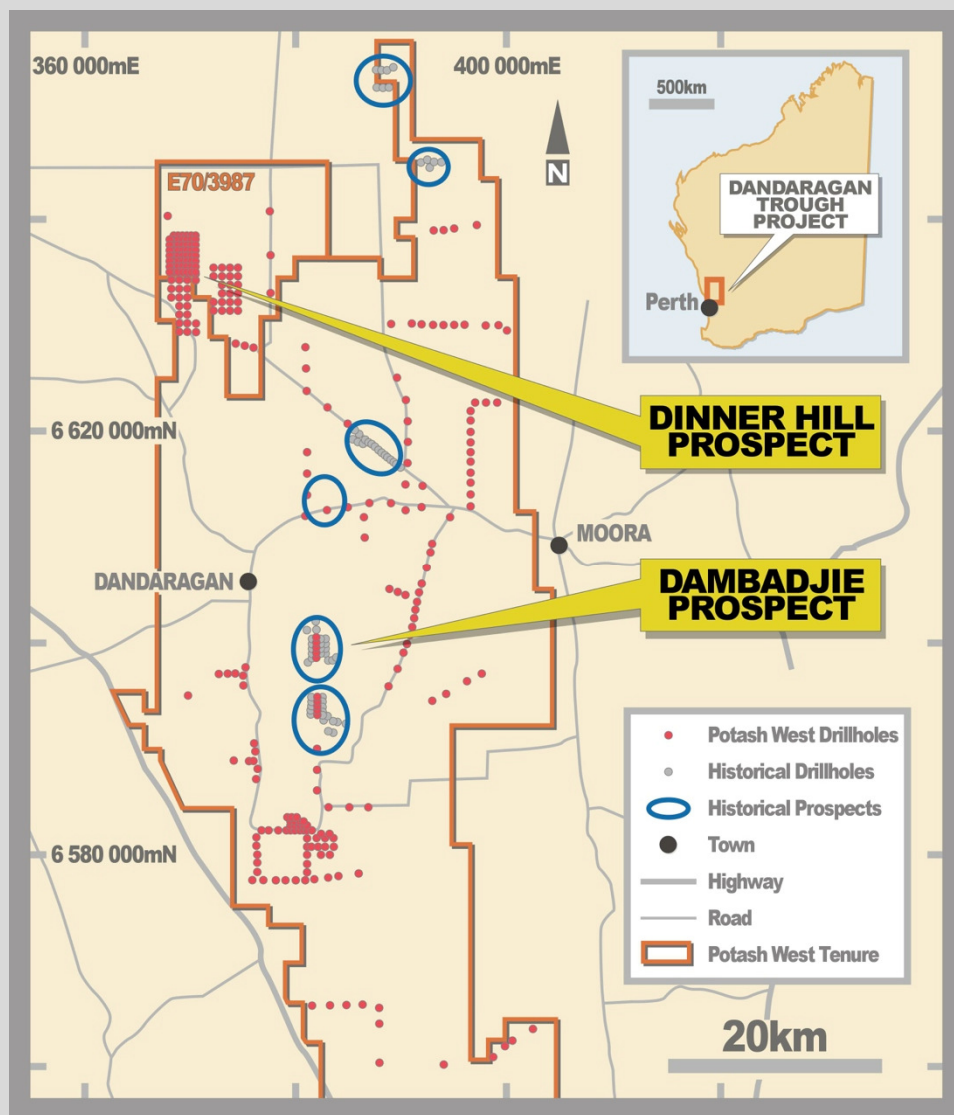 360 000mE
400 000mE
500km
DANDARAGAN
TROUGH
PROJECT
Perth
N
E70/3987
DINNER HILL
PROSPECT
6 620 000mN
MOORA
DANDARAGAN
DAMBADJIE
PROSPECT
Potash West Drillholes
Historical Drillholes
Historical Prospects
Town
Highway
Road
Potash West Tenure
6 580 000mN
20km